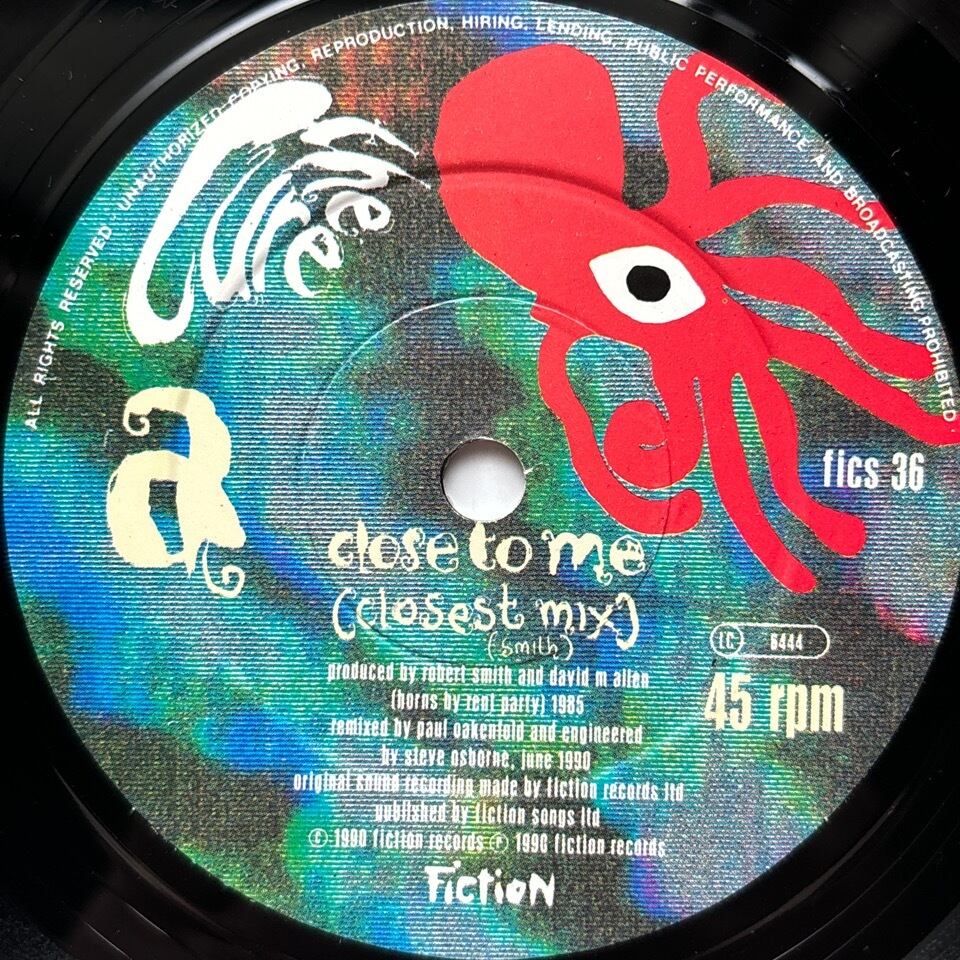 ALL RIGHTS RESERVED - UNAUTHORIZED COPYING, REPRODUCTION, HIRING, LENDING, PUBLIC PERFORMANCE AND BROADCASTING PROHIBITED
The Cure
a
fics 36
close to me
(closest mix)
(Smith)
LC 6444
45 rpm
produced by robert smith and david m allen
(horns by rent party) 1985
remixed by paul oakenfold and engineered
by steve osborne, june 1990
original sound recording made by fiction records ltd
published by fiction songs ltd
© 1990 fiction records ℗ 1990 fiction records
Fiction